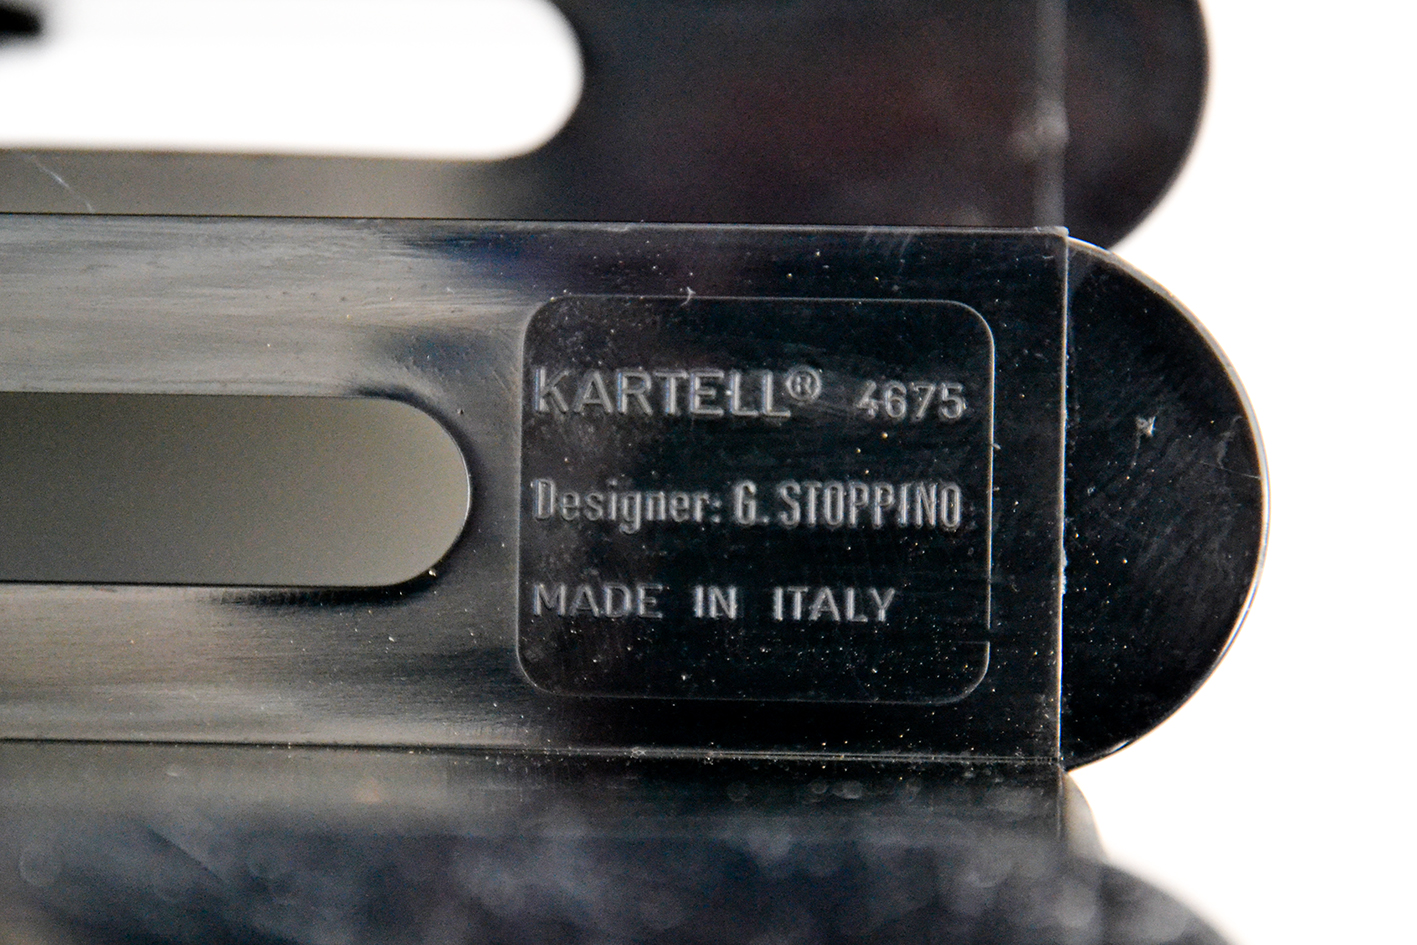 KARTELL® 4675
Designer: G. STOPPINO
MADE IN ITALY